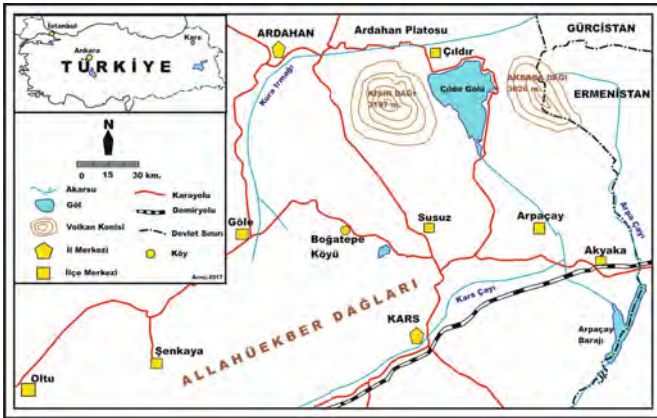 İstanbul
Ankara
Kars
TÜRKİYE
N
0 15 30 km.
Akarsu
Göl
Volkan Konisi
İl Merkezi
İlçe Merkezi
Karayolu
Demiryolu
Devlet Sınırı
Köy
ARDAHAN
Ardahan Platosu
Çıldır
GÜRCİSTAN
Kura Irmağı
KISIR DAĞI
3197 m.
Çıldır Gölü
AKBABA DAĞI
3026 m.
ERMENİSTAN
Arpa Çayı
Göle
Boğatepe
Köyü
Susuz
Arpaçay
Akyaka
Kars Çayı
ALLAHÜEKBER DAĞLARI
KARS
Arpaçay
Barajı
Şenkaya
Oltu